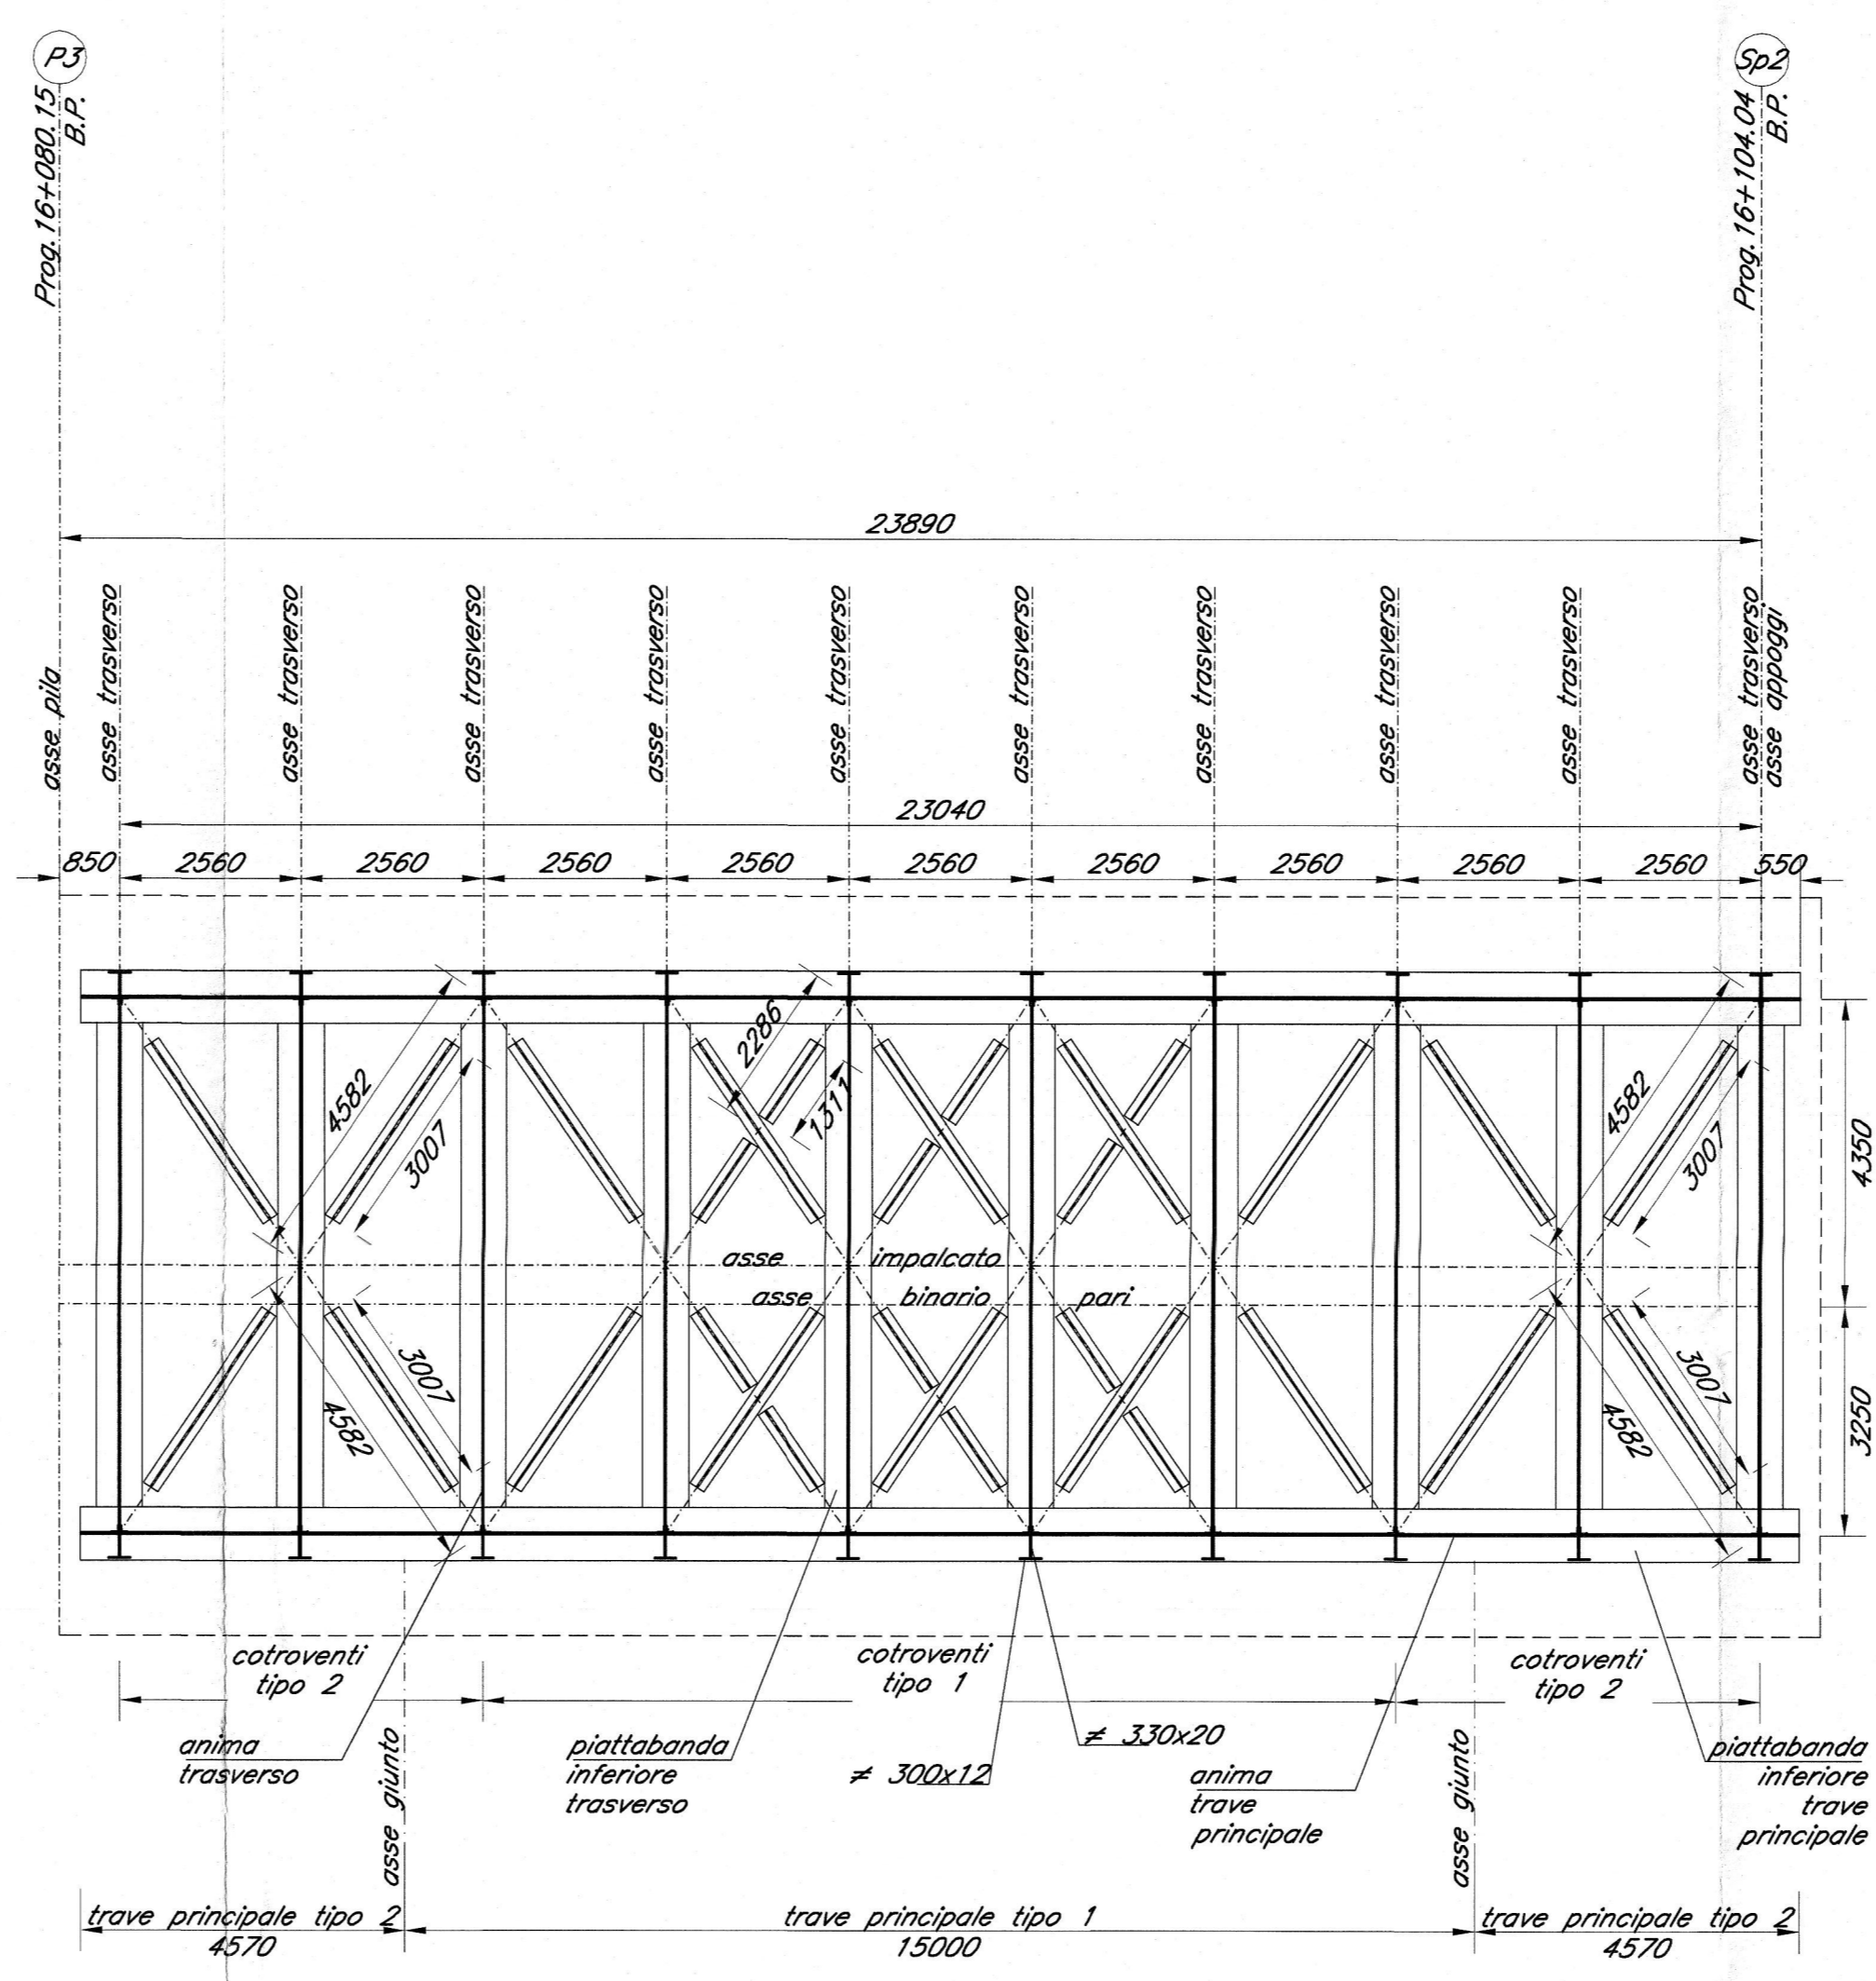 P3
Prog.16+080.15
B.P.
Sp2
Prog.16+104.04
B.P.
23890
asse pila
asse trasverso
asse trasverso
asse trasverso
asse trasverso
asse trasverso
asse trasverso
asse trasverso
asse trasverso
asse trasverso
asse trasverso
asse appoggi
23040
850
2560
2560
2560
2560
2560
2560
2560
2560
2560
550
4582
3007
2286
1311
4582
3007
4350
asse impalcato
asse binario pari
3007
4582
3007
4582
3250
cotroventi
tipo 2
cotroventi
tipo 1
cotroventi
tipo 2
anima
trasverso
asse giunto
piattabanda
inferiore
trasverso
≠ 300x12
≠ 330x20
anima
trave
principale
asse giunto
piattabanda
inferiore
trave
principale
trave principale tipo 2
4570
trave principale tipo 1
15000
trave principale tipo 2
4570